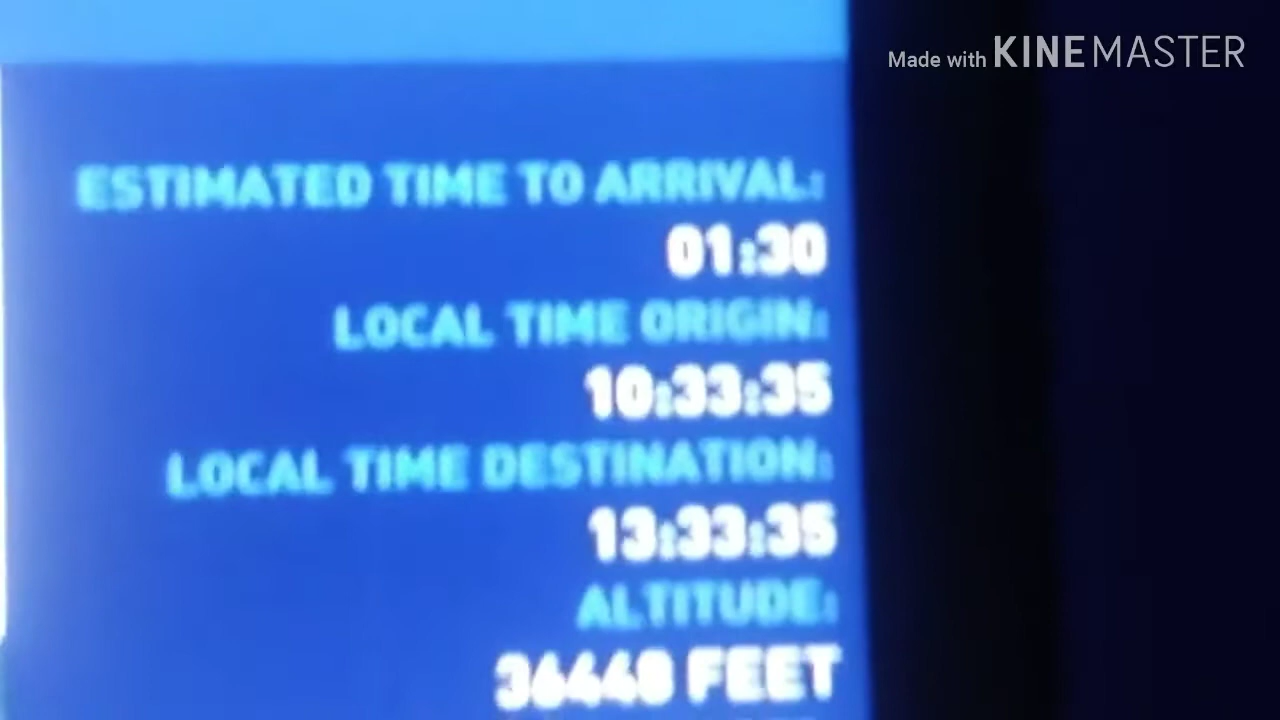 Made with KINEMASTER
ESTIMATED TIME TO ARRIVAL:
01:30
LOCAL TIME ORIGIN:
10:33:35
LOCAL TIME DESTINATION:
13:33:35
ALTITUDE:
36448 FEET